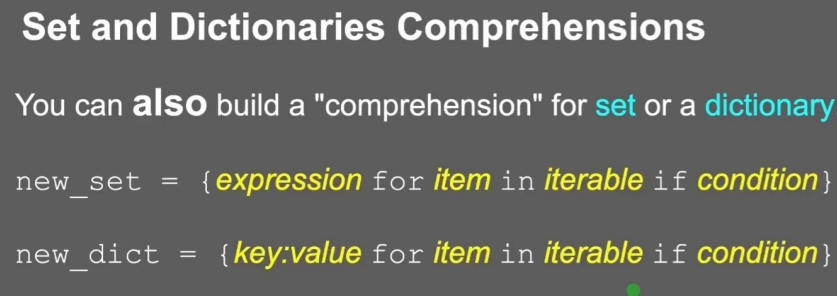 Set and Dictionaries Comprehensions
You can also build a "comprehension" for set or a dictionary
new_set = {expression for item in iterable if condition}
new_dict = {key:value for item in iterable if condition}